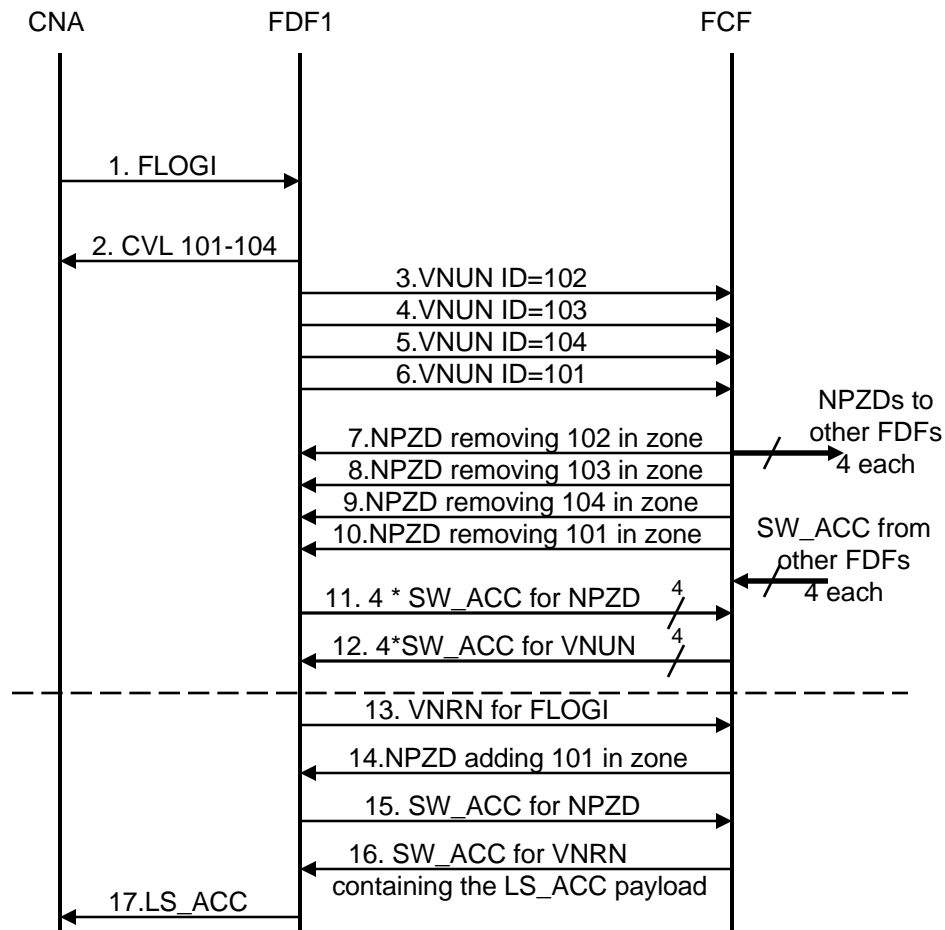 CNA
FDF1
FCF
1. FLOGI
2. CVL 101-104
3.VNUN ID=102
4.VNUN ID=103
5.VNUN ID=104
6.VNUN ID=101
NPZDs to
other FDFs
4 each
7.NPZD removing 102 in zone
8.NPZD removing 103 in zone
9.NPZD removing 104 in zone
10.NPZD removing 101 in zone
SW_ACC from
other FDFs
4 each
11. 4 * SW_ACC for NPZD
4
12. 4*SW_ACC for VNUN
4
13. VNRN for FLOGI
14.NPZD adding 101 in zone
15. SW_ACC for NPZD
16. SW_ACC for VNRN
containing the LS_ACC payload
17.LS_ACC